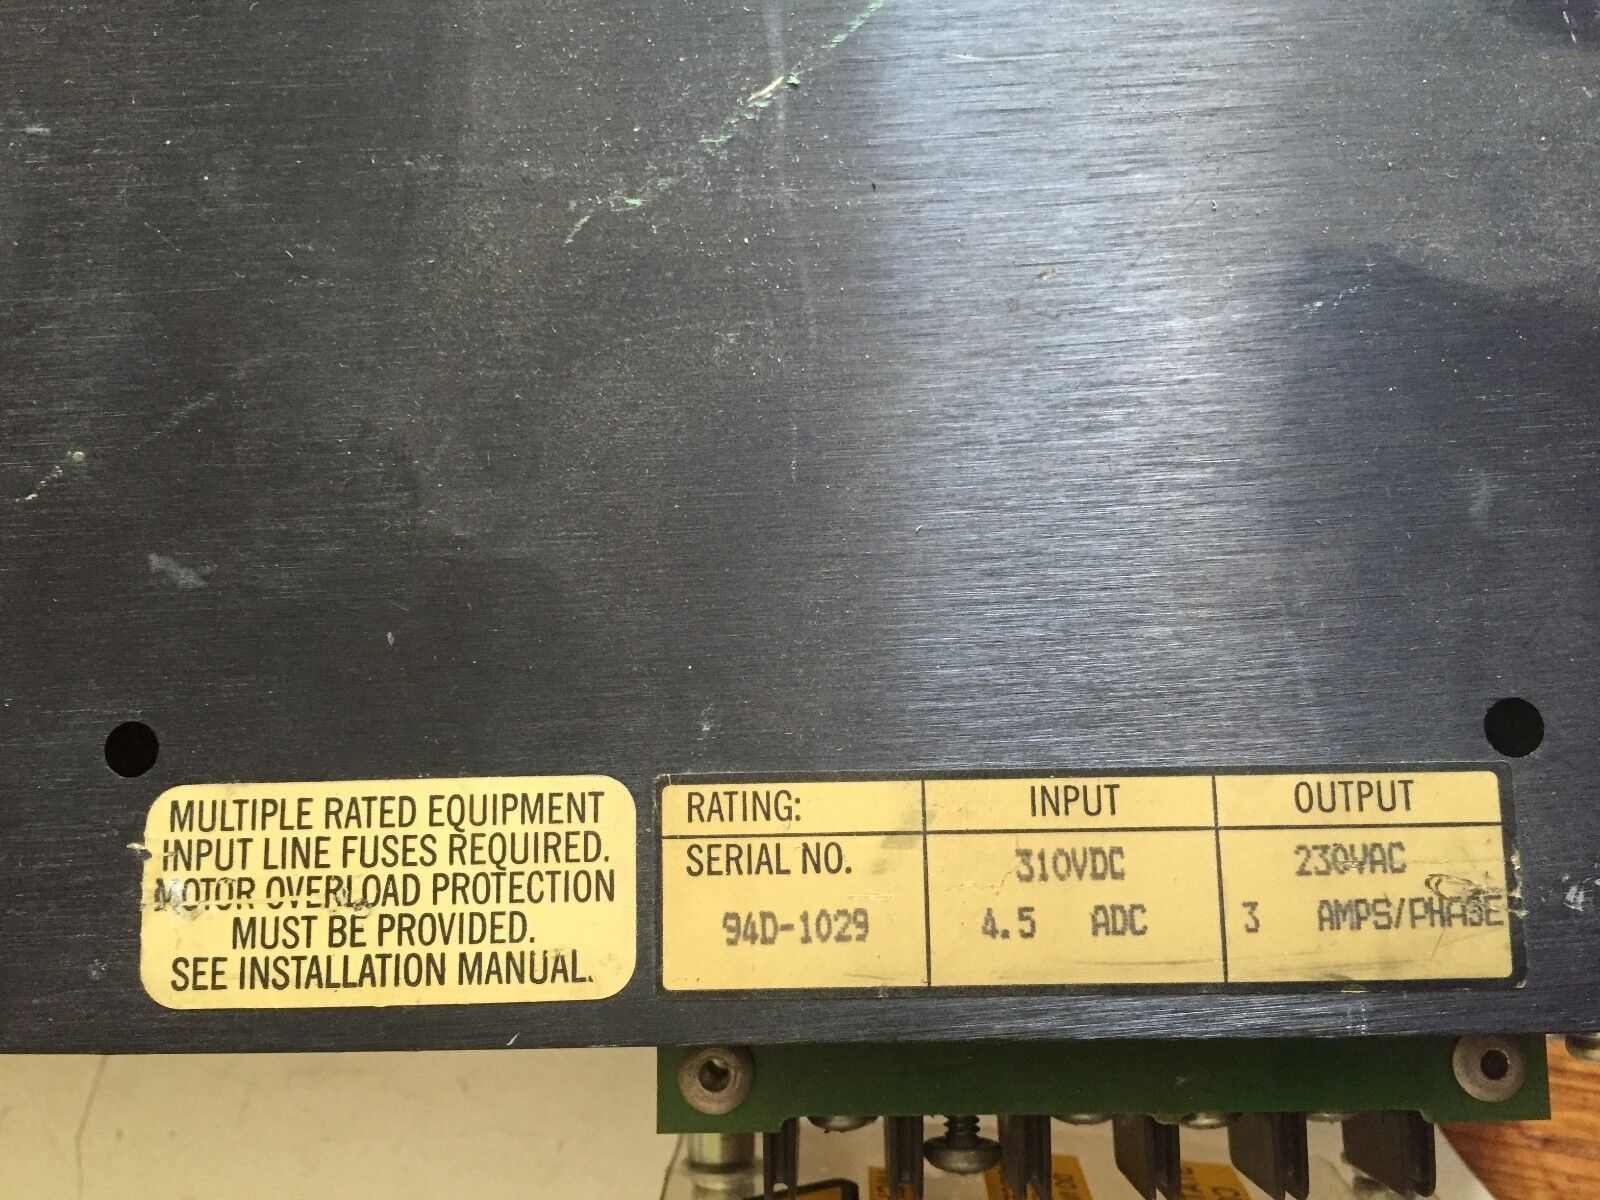 MULTIPLE RATED EQUIPMENT
INPUT LINE FUSES REQUIRED.
MOTOR OVERLOAD PROTECTION
MUST BE PROVIDED.
SEE INSTALLATION MANUAL.
RATING: INPUT OUTPUT
SERIAL NO. 310VDC 230VAC
94D-1029 4.5 ADC 3 AMPS/PHASE